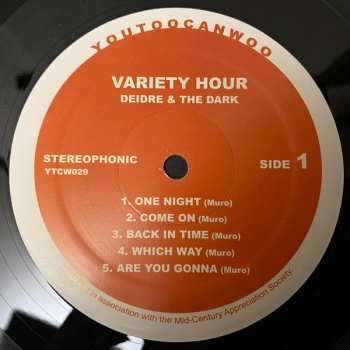 YOUTOOCANWOO
VARIETY HOUR
DEIDRE & THE DARK
STEREOPHONIC
YTCW029
SIDE 1
1. ONE NIGHT (Muro)
2. COME ON (Muro)
3. BACK IN TIME (Muro)
4. WHICH WAY (Muro)
5. ARE YOU GONNA (Muro)
in association with the Mid-Century Appreciation Society.